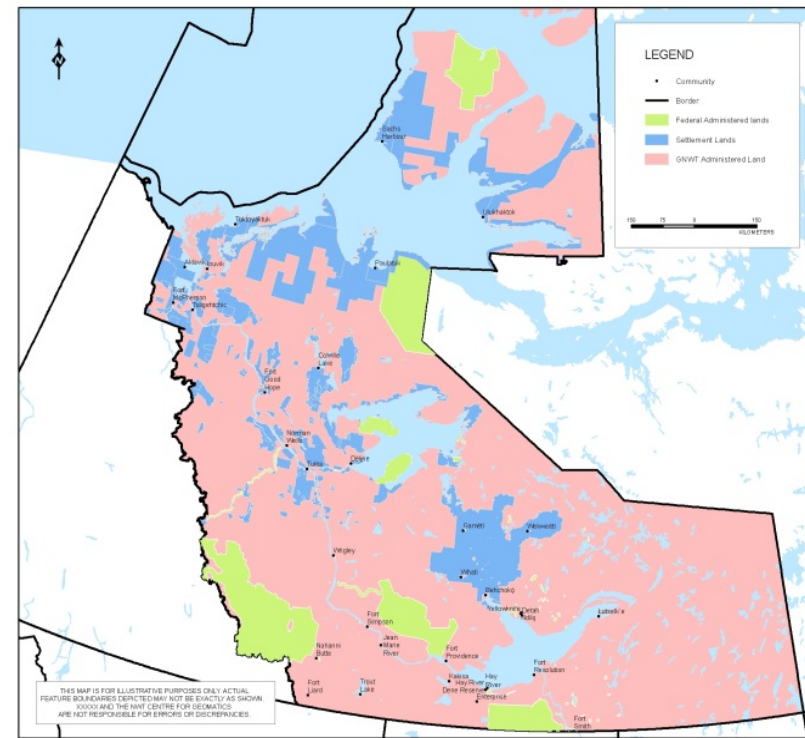 N
LEGEND
Community
Border
Federal Administered lands
Settlement Lands
GNWT Administered Land
150 75 0 150
KILOMETERS
Sachs
Harbour
Ulukhaktok
Tuktoyaktuk
Aklavik
Inuvik
Paulatuk
Fort
McPherson
Tsiigehtchic
Colville
Lake
Fort
Good
Hope
Norman
Wells
Tulita
Deline
Gamètì
Wekweètì
Wrigley
Whatì
Behchokò
Yellowknife
Detah
Ndilq
Lutselk'e
Fort
Simpson
Jean
Marie
River
Nahanni
Butte
Fort
Providence
Fort
Resolution
Kakisa
Hay River
Dene Reserve
Hay
River
Enterprise
Fort
Liard
Trout
Lake
Fort
Smith
THIS MAP IS FOR ILLUSTRATIVE PURPOSES ONLY ACTUAL
FEATURE BOUNDARIES DEPICTED MAY NOT BE EXACTLY AS SHOWN.
XXXXX AND THE NWT CENTRE FOR GEOMATICS
ARE NOT RESPONSIBLE FOR ERRORS OR DISCREPANCIES.